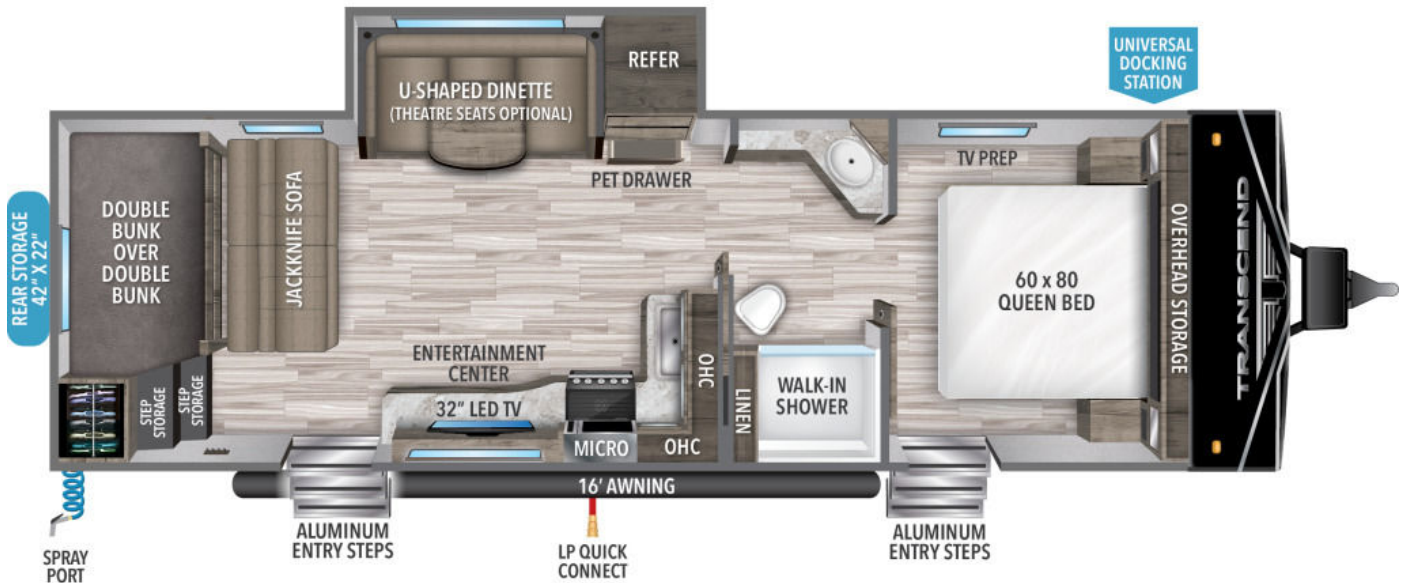 REFER
U-SHAPED DINETTE
(THEATRE SEATS OPTIONAL)
UNIVERSAL
DOCKING
STATION
TV PREP
PET DRAWER
REAR STORAGE
42" X 22"
DOUBLE
BUNK
OVER
DOUBLE
BUNK
JACKKNIFE SOFA
60 x 80
QUEEN BED
OVERHEAD STORAGE
TRANSCEND
ENTERTAINMENT
CENTER
32" LED TV
OHC
LINEN
WALK-IN
SHOWER
STEP
STORAGE
STEP
STORAGE
MICRO
OHC
16' AWNING
ALUMINUM
ENTRY STEPS
LP QUICK
CONNECT
ALUMINUM
ENTRY STEPS
SPRAY
PORT